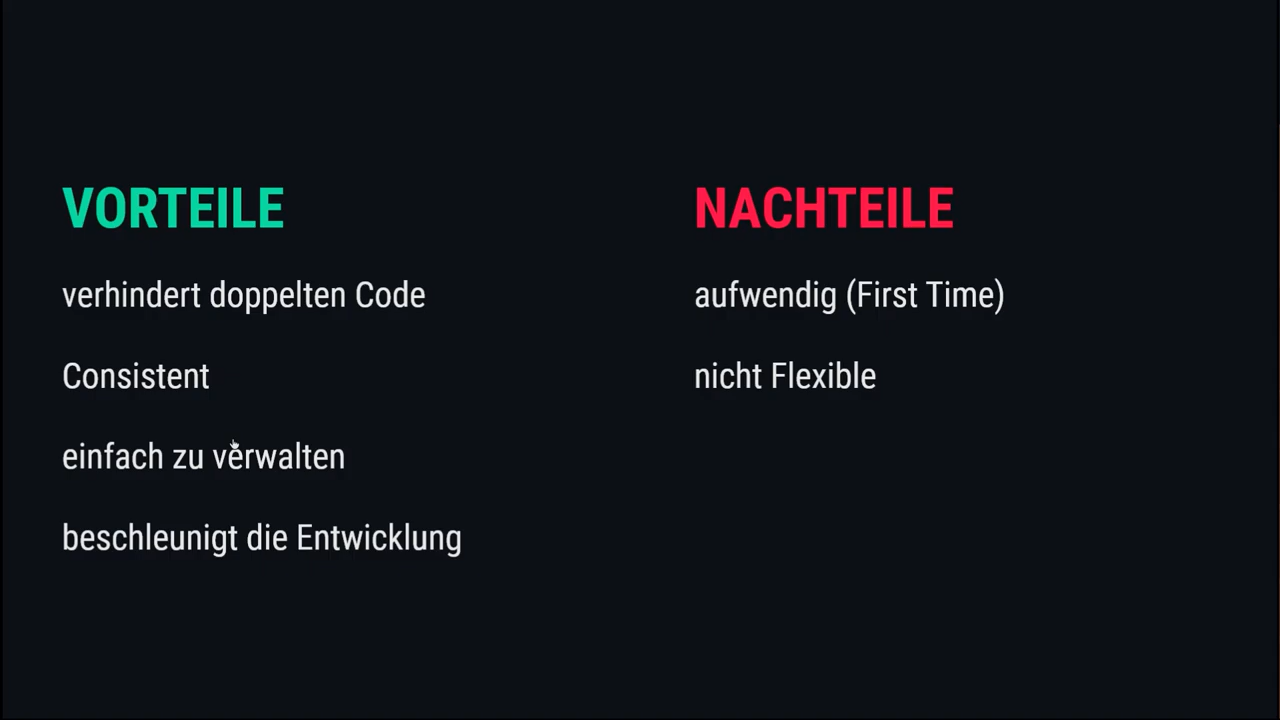 VORTEILE
verhindert doppelten Code
Consistent
einfach zu verwalten
beschleunigt die Entwicklung
NACHTEILE
aufwendig (First Time)
nicht Flexible